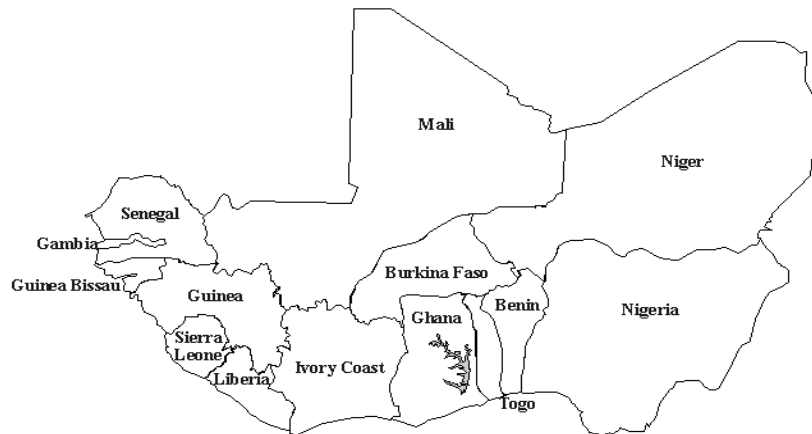 Mali
Niger
Senegal
Gambia
Burkina Faso
Guinea Bissau
Guinea
Benin
Nigeria
Ghana
Sierra
Leone
Ivory Coast
Liberia
Togo